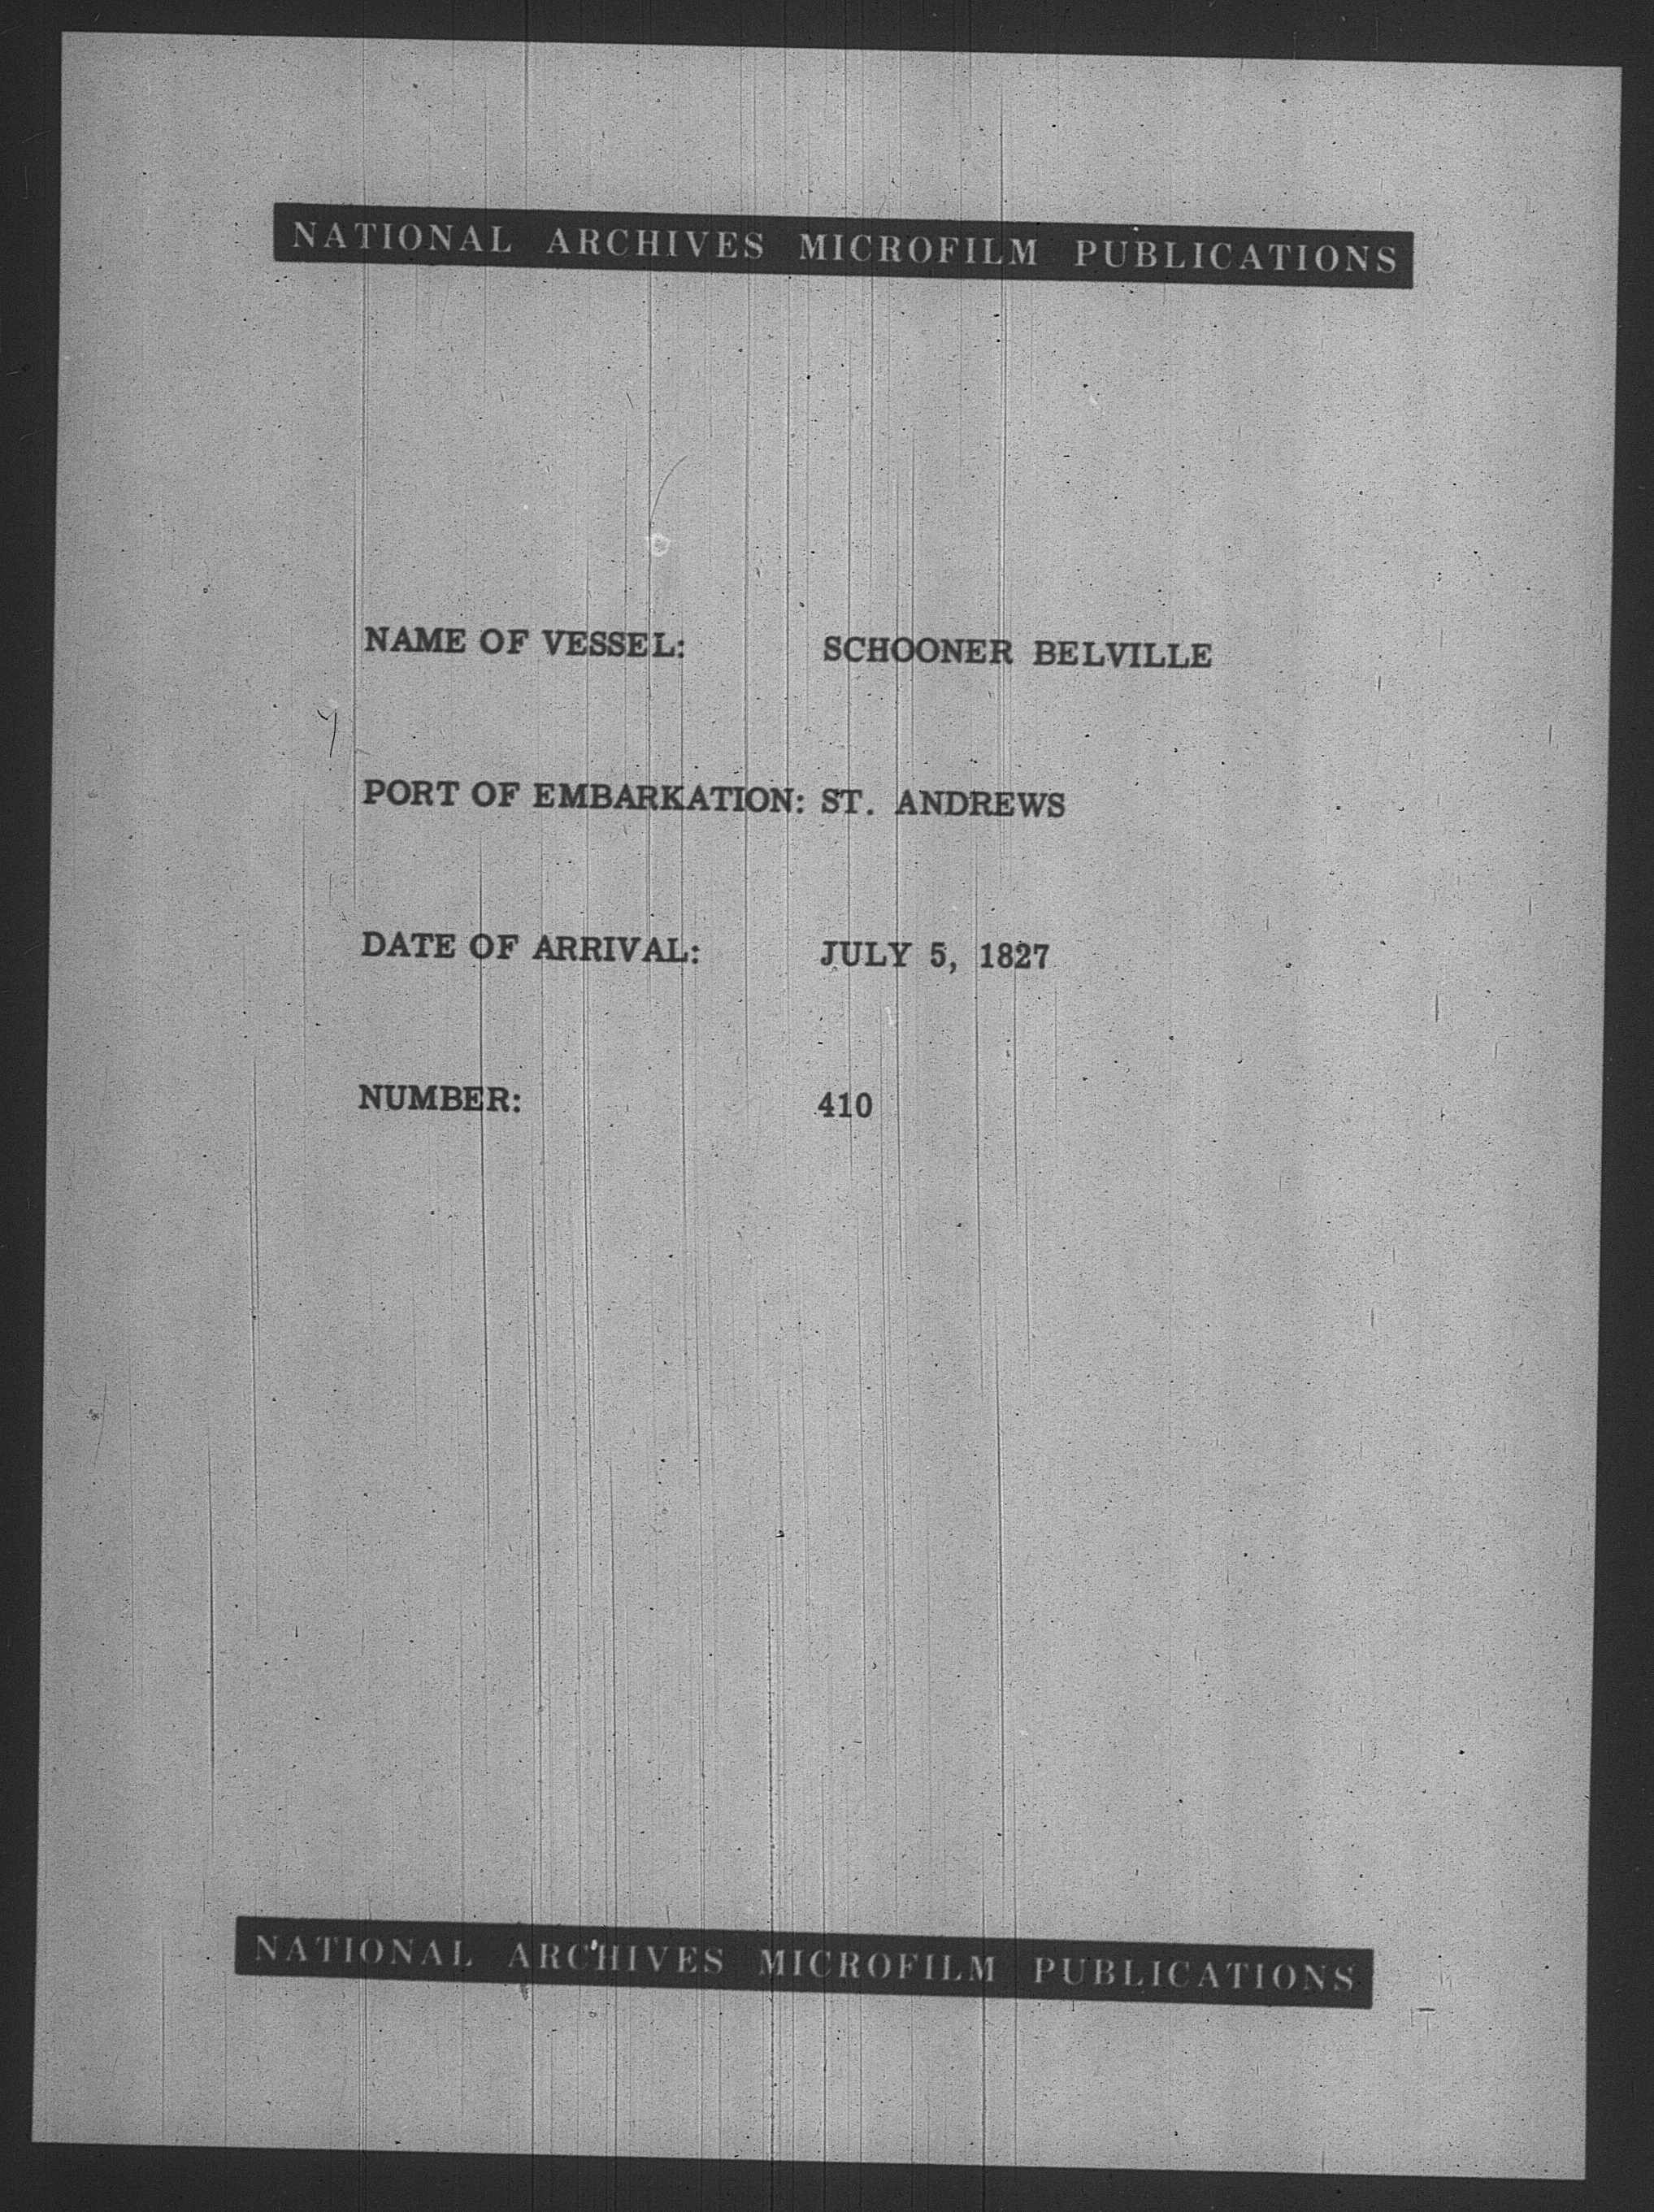 NATIONAL ARCHIVES MICROFILM PUBLICATIONS
NAME OF VESSEL: SCHOONER BELVILLE
PORT OF EMBARKATION: ST. ANDREWS
DATE OF ARRIVAL: JULY 5, 1827
NUMBER: 410
NATIONAL ARCHIVES MICROFILM PUBLICATIONS